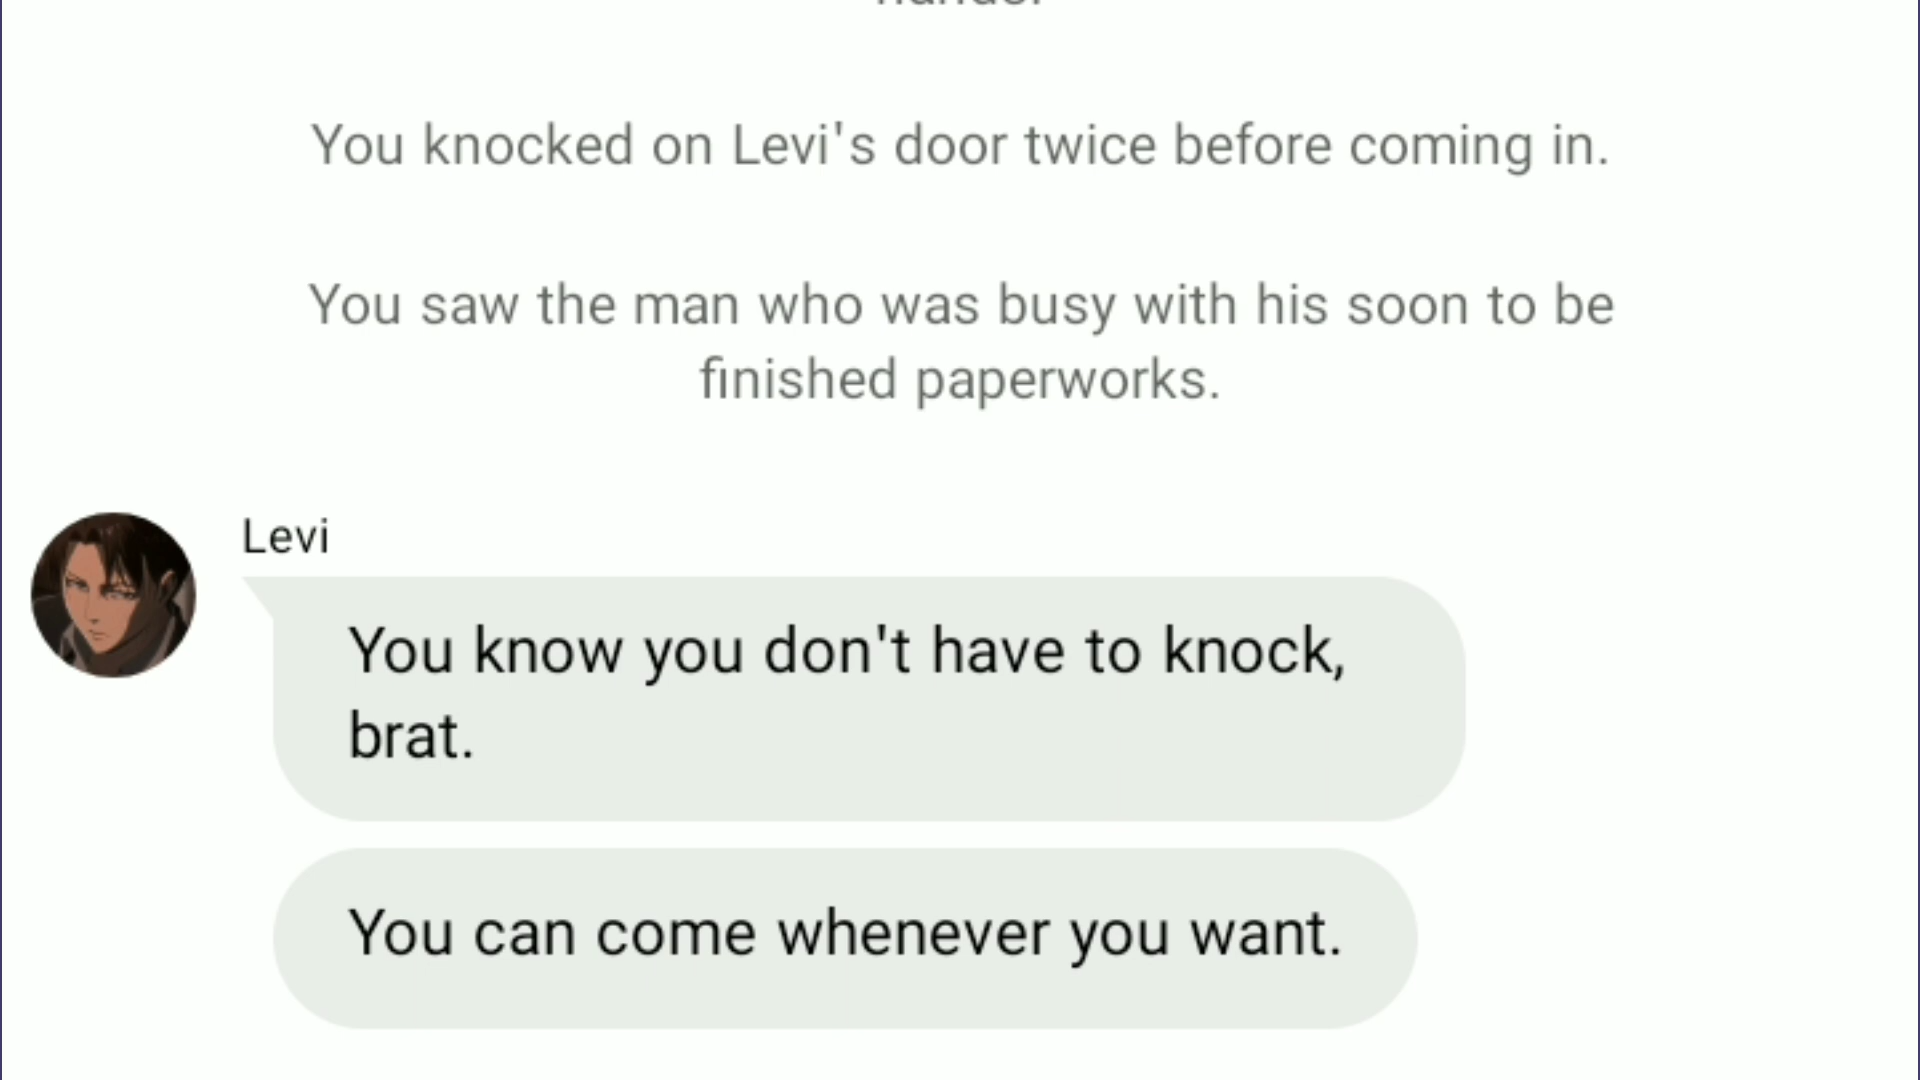 You knocked on Levi's door twice before coming in.
You saw the man who was busy with his soon to be
finished paperworks.
Levi
You know you don't have to knock,
brat.
You can come whenever you want.